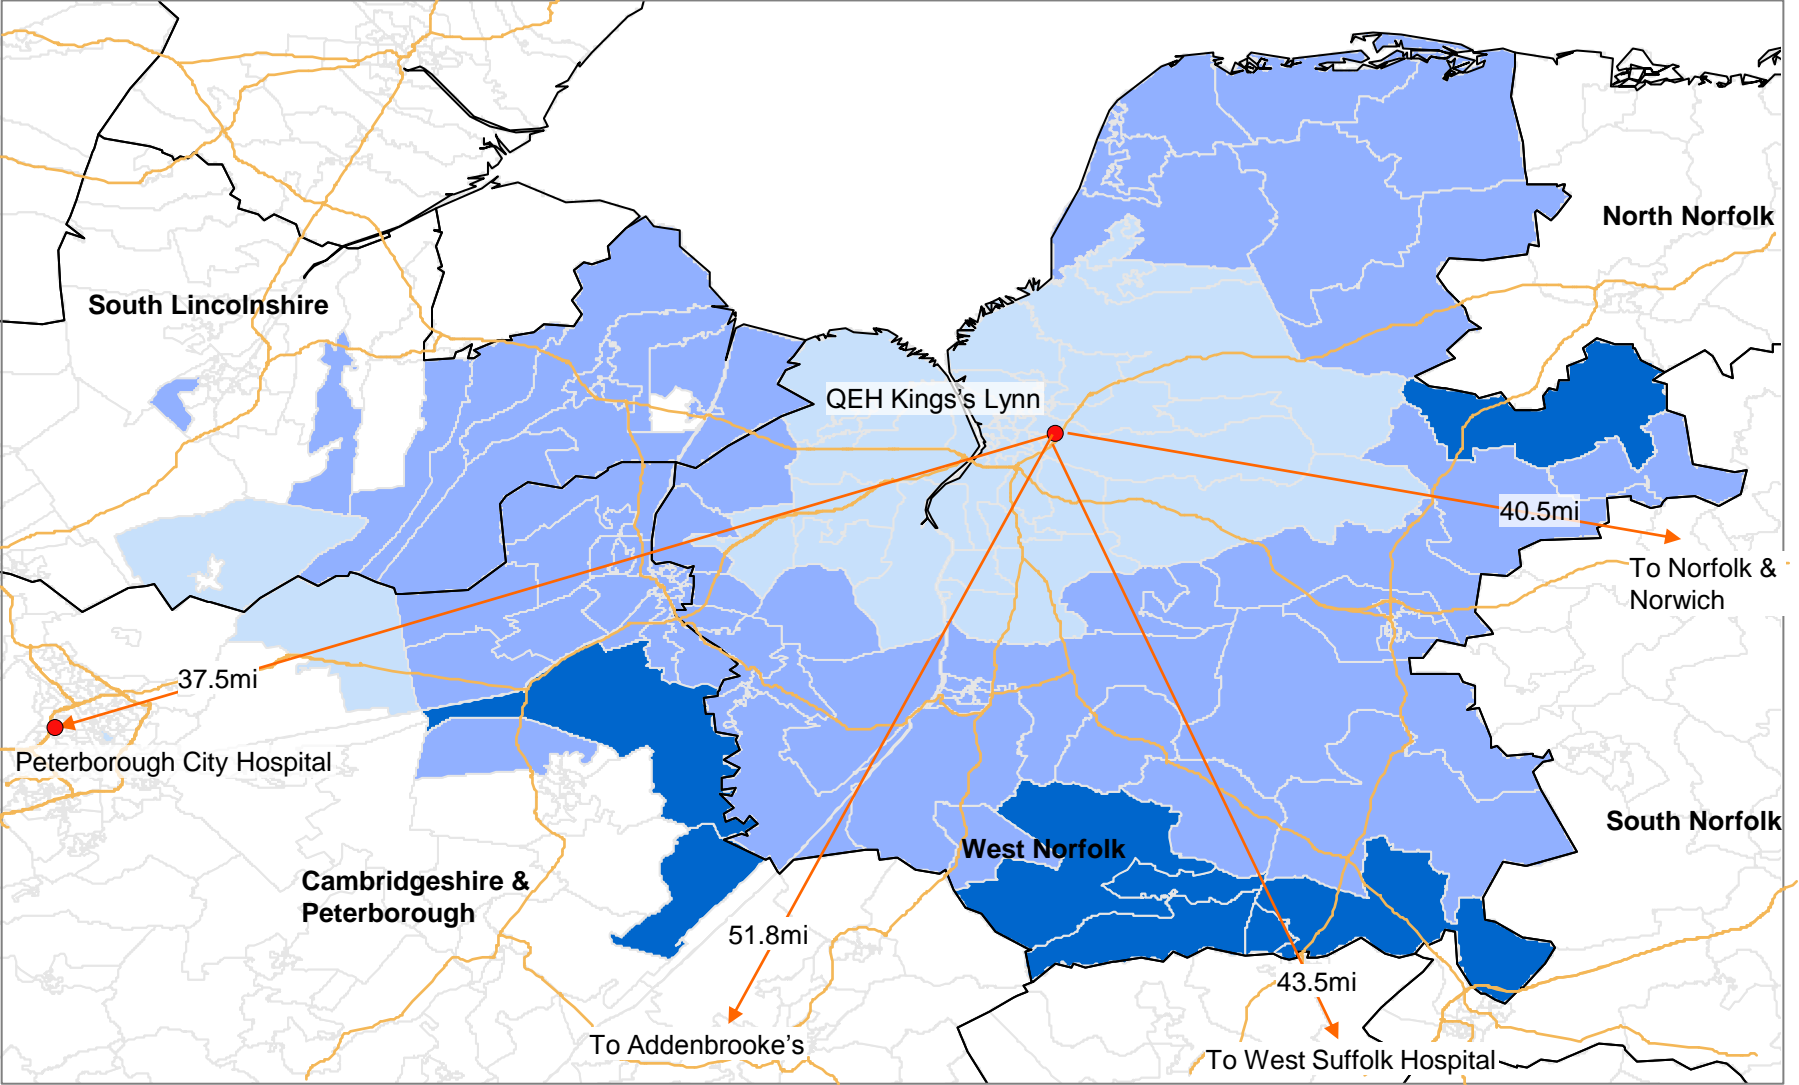 North Norfolk
South Lincolnshire
QEH Kings's Lynn
40.5mi
To Norfolk &
Norwich
37.5mi
Peterborough City Hospital
South Norfolk
West Norfolk
Cambridgeshire &
Peterborough
51.8mi
43.5mi
To Addenbrooke's
To West Suffolk Hospital